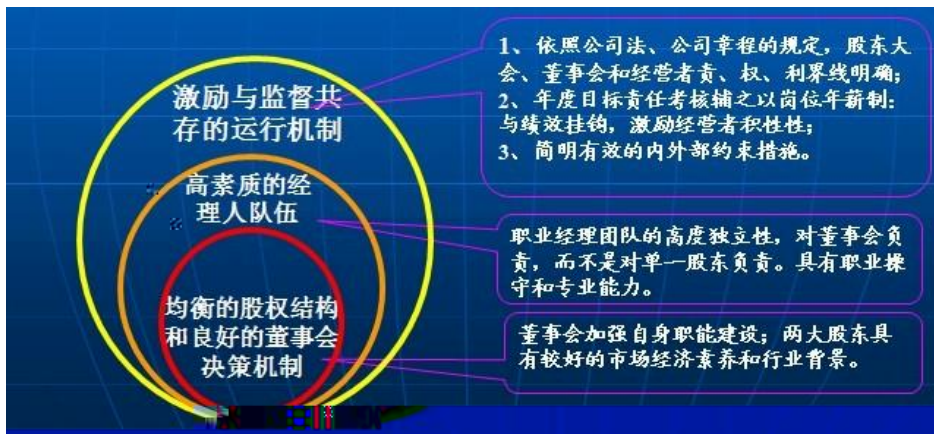 激励与监督共
存的运行机制
高素质的经
理人队伍
均衡的股权结构
和良好的董事会
决策机制
1、依照公司法、公司章程的规定，股东大
会、董事会和经营者责、权、利界线明确；
2、年度目标责任考核辅之以岗位年薪制：
与绩效挂钩，激励经营者积性性；
3、简明有效的内外部约束措施。
职业经理团队的高度独立性，对董事会负
责，而不是对单一股东负责。具有职业操
守和专业能力。
董事会加强自身职能建设；两大股东具
有较好的市场经济素养和行业背景。